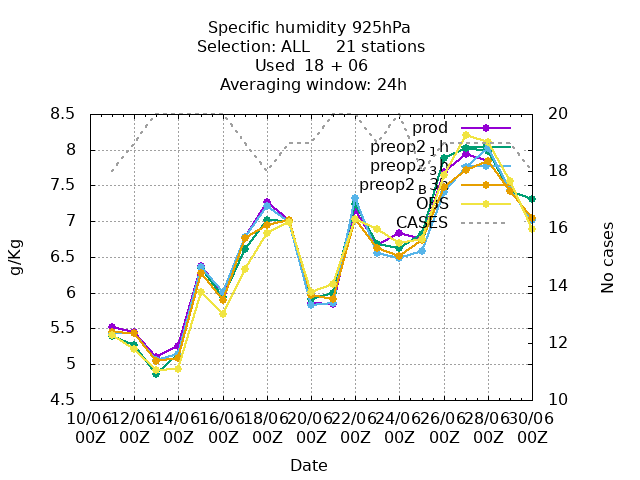 Specific humidity 925hPa
Selection: ALL 21 stations
Used 18 + 06
Averaging window: 24h
g/Kg
No cases
8.5
8
7.5
7
6.5
6
5.5
5
4.5
20
18
16
14
12
10
prod
preop2_1_h
preop2_3_h
preop2_B_3_h
OBS
CASES
10/06 12/06 14/06 16/06 18/06 20/06 22/06 24/06 26/06 28/06 30/06
00Z 00Z 00Z 00Z 00Z 00Z 00Z 00Z 00Z 00Z 00Z
Date